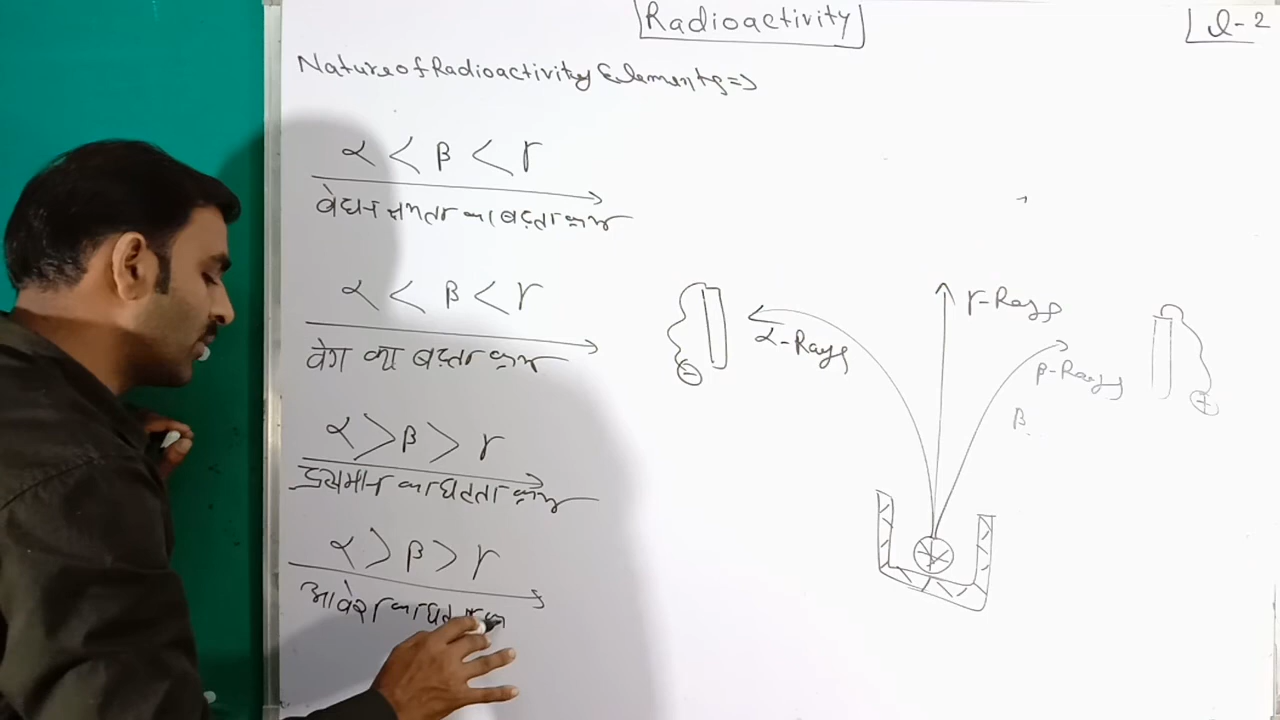 Radioactivity
L-2
Nature of Radioactivity Elements =>
α < β < γ
बेधन क्षमता का बढ़ता क्रम
α < β < γ
वेग का बढ़ता क्रम
α > β > γ
द्रव्यमान का घटता क्रम
α > β > γ
आवेश का घटता क्र
α-Rays
γ-Rays
β-Rays
β
-
+